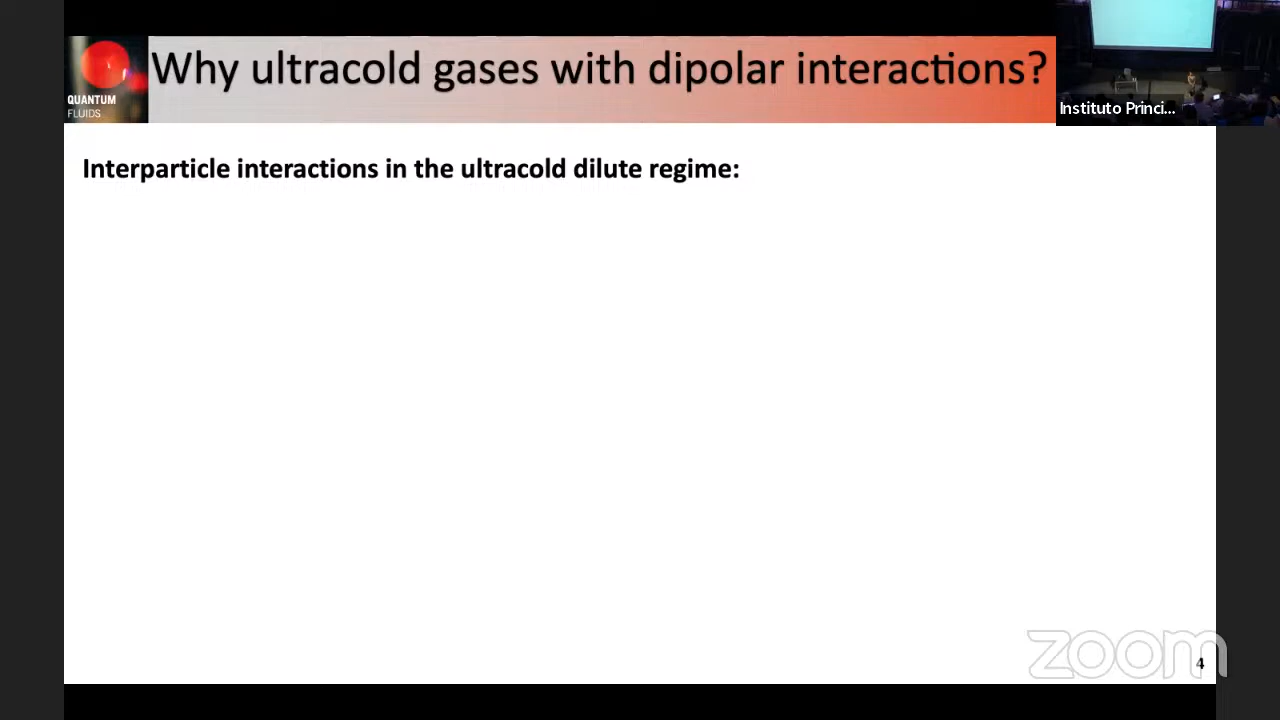 Why ultracold gases with dipolar interactions?
QUANTUM
FLUIDS
Instituto Princi...
Interparticle interactions in the ultracold dilute regime:
zoom
4